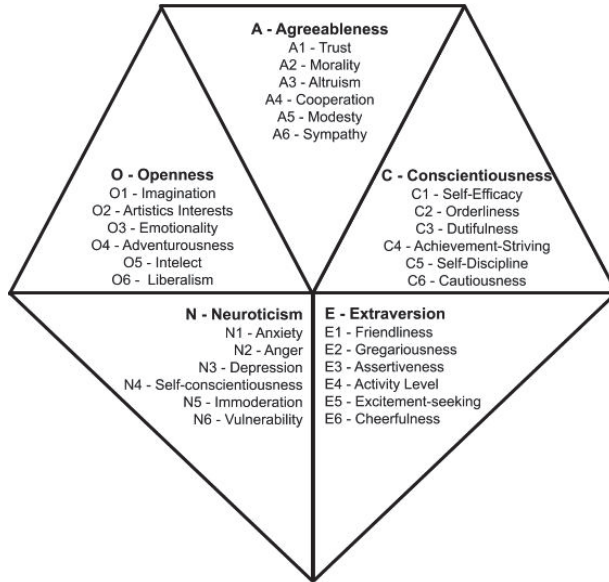 A - Agreeableness
A1 - Trust
A2 - Morality
A3 - Altruism
A4 - Cooperation
A5 - Modesty
A6 - Sympathy
O - Openness
O1 - Imagination
O2 - Artistics Interests
O3 - Emotionality
O4 - Adventurousness
O5 - Intelect
O6 - Liberalism
C - Conscientiousness
C1 - Self-Efficacy
C2 - Orderliness
C3 - Dutifulness
C4 - Achievement-Striving
C5 - Self-Discipline
C6 - Cautiousness
N - Neuroticism
N1 - Anxiety
N2 - Anger
N3 - Depression
N4 - Self-conscientiousness
N5 - Immoderation
N6 - Vulnerability
E - Extraversion
E1 - Friendliness
E2 - Gregariousness
E3 - Assertiveness
E4 - Activity Level
E5 - Excitement-seeking
E6 - Cheerfulness